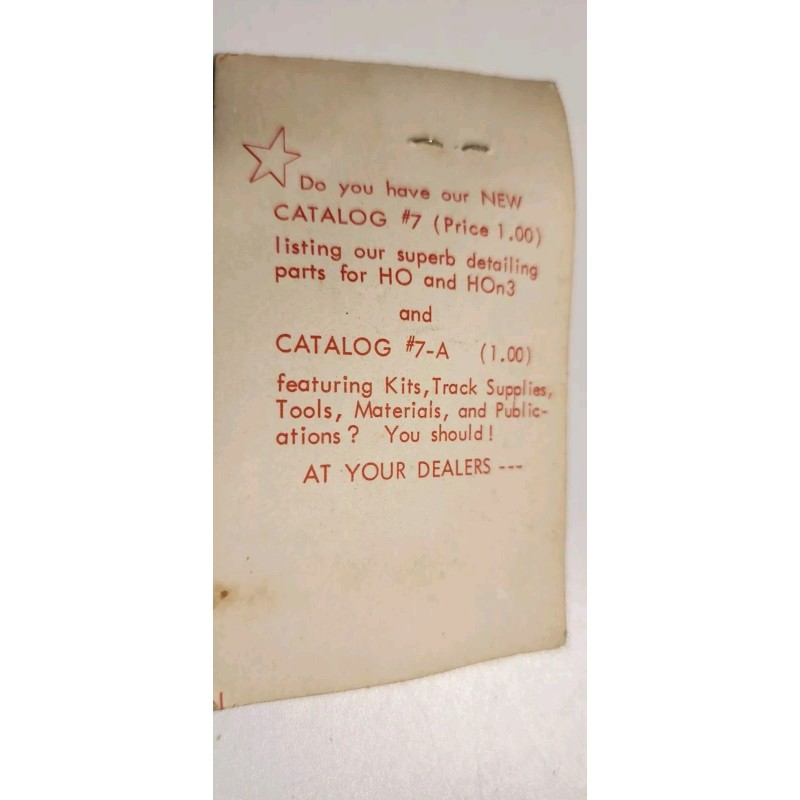 Do you have our NEW
CATALOG #7 (Price 1.00)
listing our superb detailing
parts for HO and HOn3
and
CATALOG #7-A (1.00)
featuring Kits, Track Supplies,
Tools, Materials, and Public-
ations? You should!
AT YOUR DEALERS ---